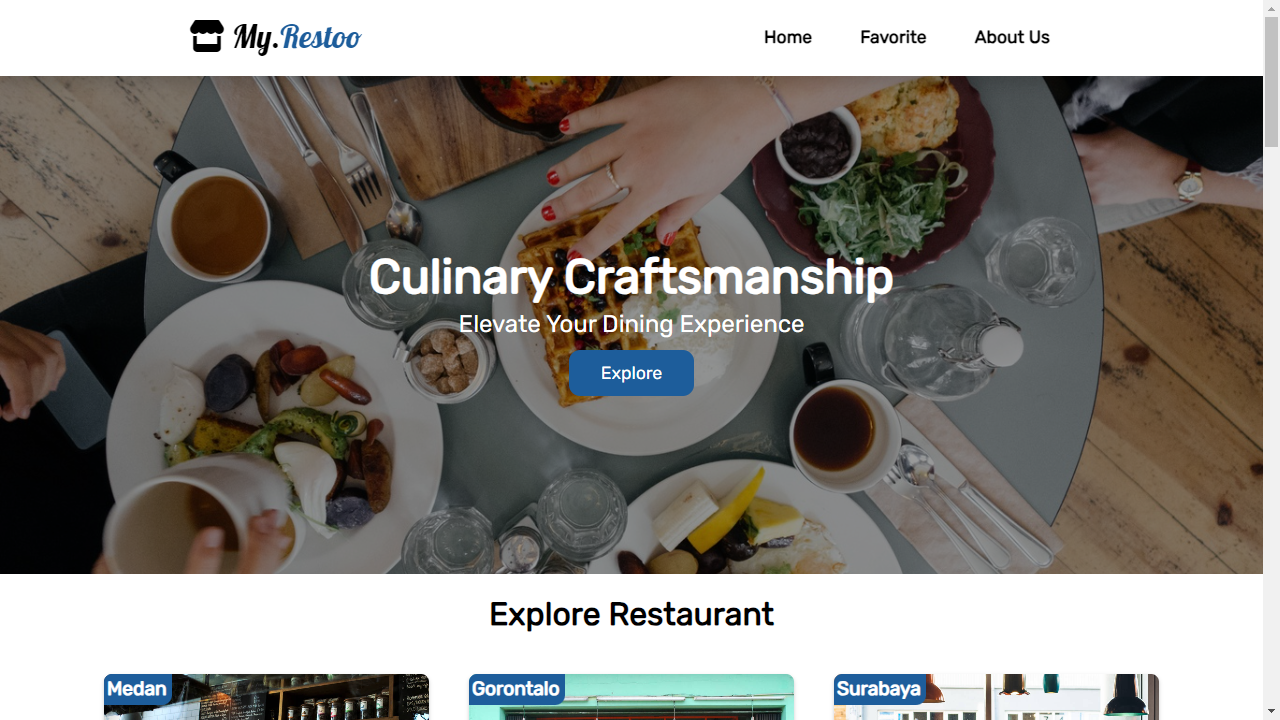 My.Restoo
Home
Favorite
About Us
Culinary Craftsmanship
Elevate Your Dining Experience
Explore
Explore Restaurant
Medan
Gorontalo
Surabaya